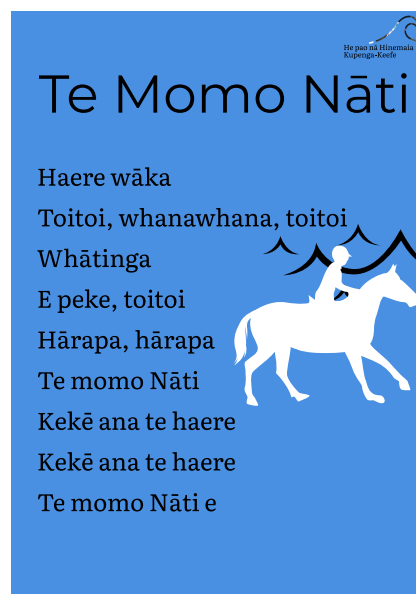 He pao nā Hinemaia
Kupenga-Keefe
Te Momo Nāti
Haere wāka
Toitoi, whanawhana, toitoi
Whātinga
E peke, toitoi
Hārapa, hārapa
Te momo Nāti
Kekē ana te haere
Kekē ana te haere
Te momo Nāti e